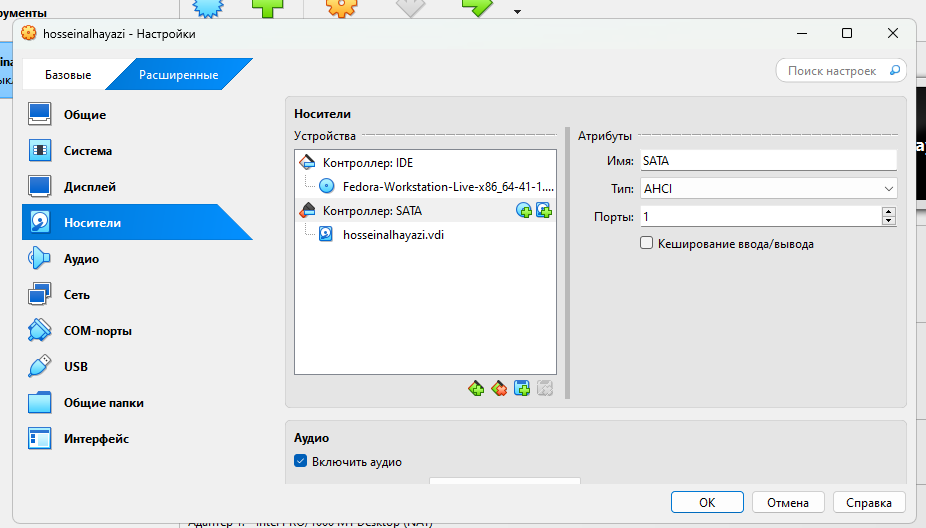 рументы
hosseinalhayazi - Настройки
Базовые
Расширенные
Поиск настроек
Общие
Система
Дисплей
Носители
Аудио
Сеть
COM-порты
USB
Общие папки
Интерфейс
Носители
Устройства
Контроллер: IDE
Fedora-Workstation-Live-x86_64-41-1....
Контроллер: SATA
hosseinalhayazi.vdi
Атрибуты
Имя: SATA
Тип: AHCI
Порты: 1
Кеширование ввода/вывода
Аудио
Включить аудио
OK
Отмена
Справка